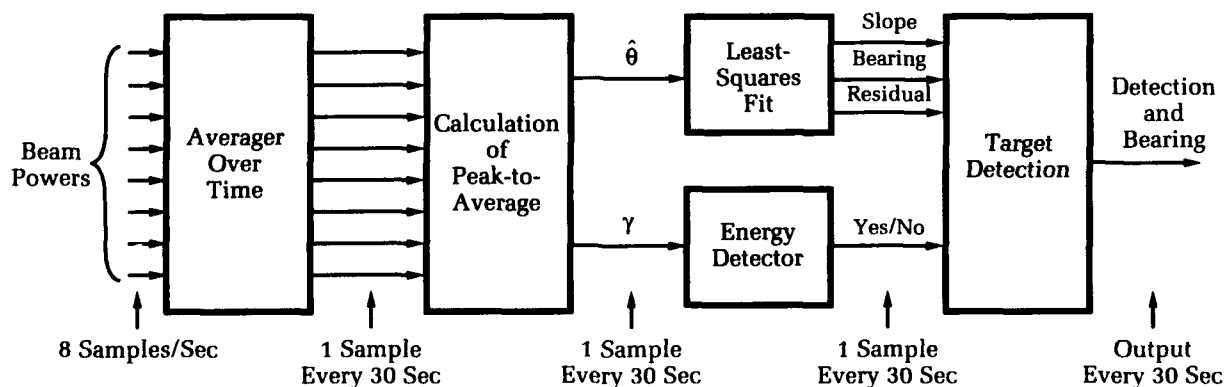 Beam
Powers
Averager
Over
Time
Calculation
of
Peak-to-
Average
θ̂
γ
Least-
Squares
Fit
Energy
Detector
Slope
Bearing
Residual
Yes/No
Target
Detection
Detection
and
Bearing
8 Samples/Sec
1 Sample
Every 30 Sec
1 Sample
Every 30 Sec
1 Sample
Every 30 Sec
Output
Every 30 Sec